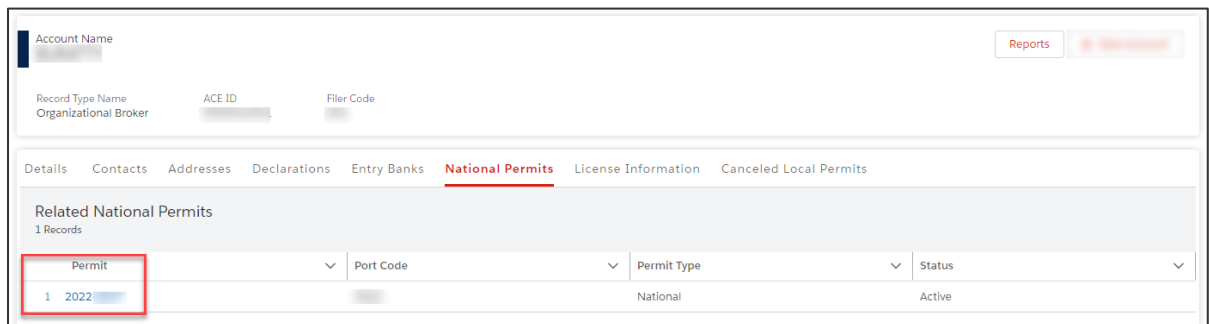 Account Name
Reports
Record Type Name ACE ID Filer Code
Organizational Broker
Details Contacts Addresses Declarations Entry Banks National Permits License Information Canceled Local Permits
Related National Permits
1 Records
Permit Port Code Permit Type Status
1 2022 National Active